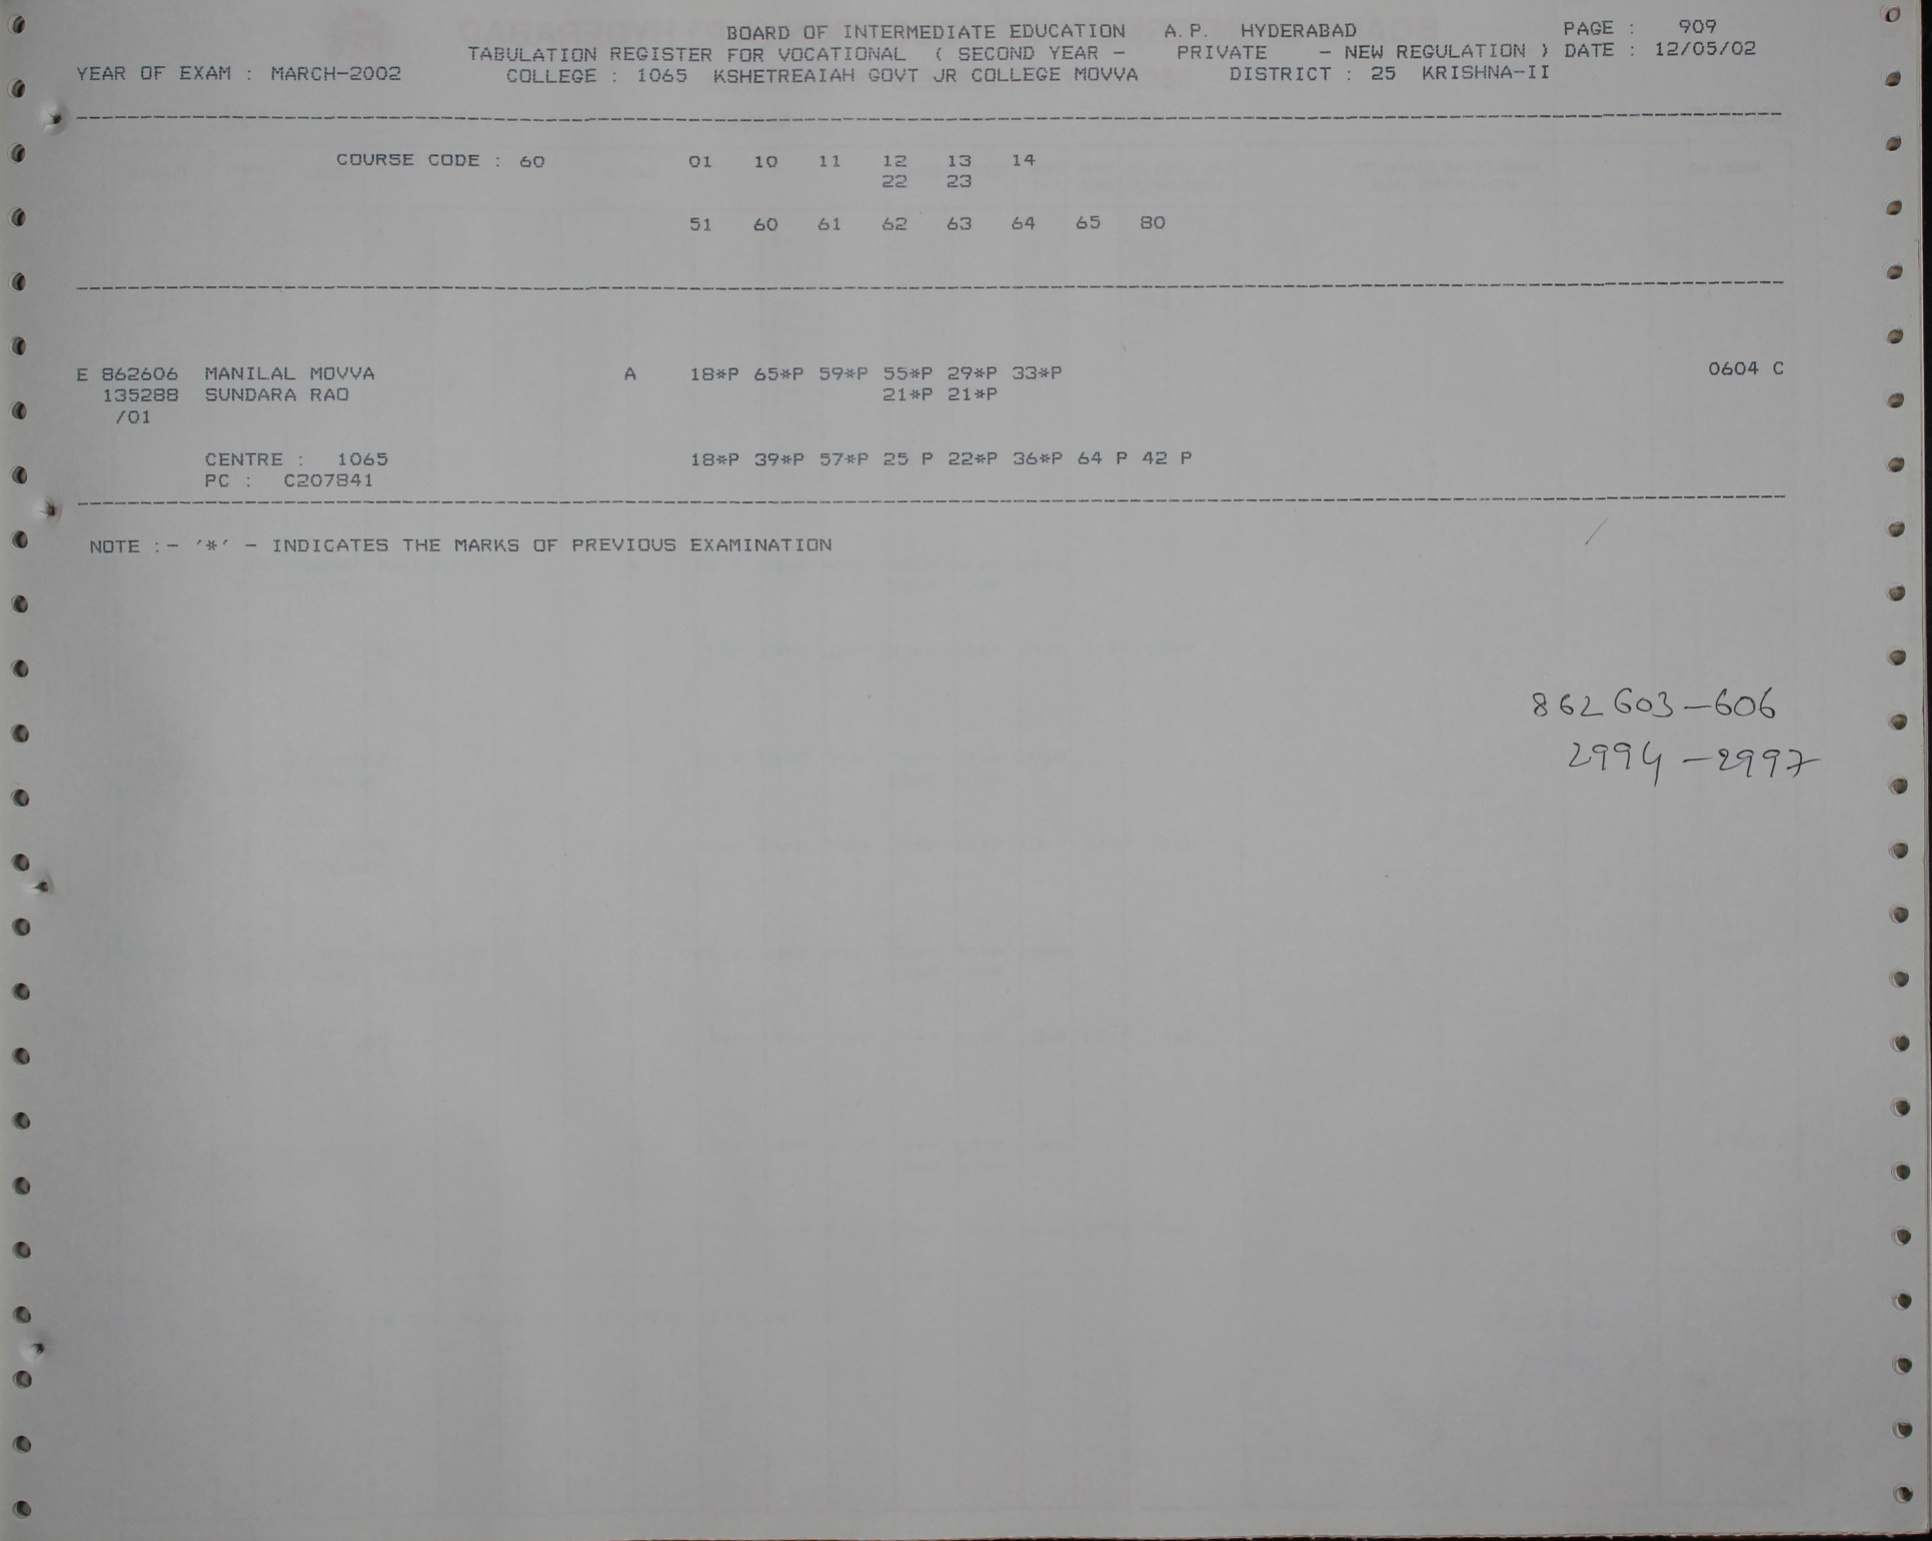 BOARD OF INTERMEDIATE EDUCATION A.P. HYDERABAD PAGE : 909
TABULATION REGISTER FOR VOCATIONAL ( SECOND YEAR - PRIVATE - NEW REGULATION ) DATE : 12/05/02
YEAR OF EXAM : MARCH-2002 COLLEGE : 1065 KSHETREAIAH GOVT JR COLLEGE MOVVA DISTRICT : 25 KRISHNA-II
COURSE CODE : 60 01 10 11 12 13 14
22 23
51 60 61 62 63 64 65 80
E 862606 MANILAL MOVVA A 18*P 65*P 59*P 55*P 29*P 33*P 0604 C
135288 SUNDARA RAO 21*P 21*P
/01
CENTRE : 1065 18*P 39*P 57*P 25 P 22*P 36*P 64 P 42 P
PC : C207841
NOTE :- '*' - INDICATES THE MARKS OF PREVIOUS EXAMINATION
862603-606
2994-2997